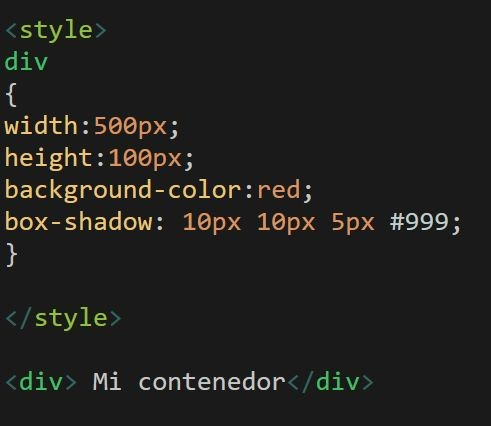 <style>
div
{
width:500px;
height:100px;
background-color:red;
box-shadow: 10px 10px 5px #999;
}
</style>
<div> Mi contenedor</div>